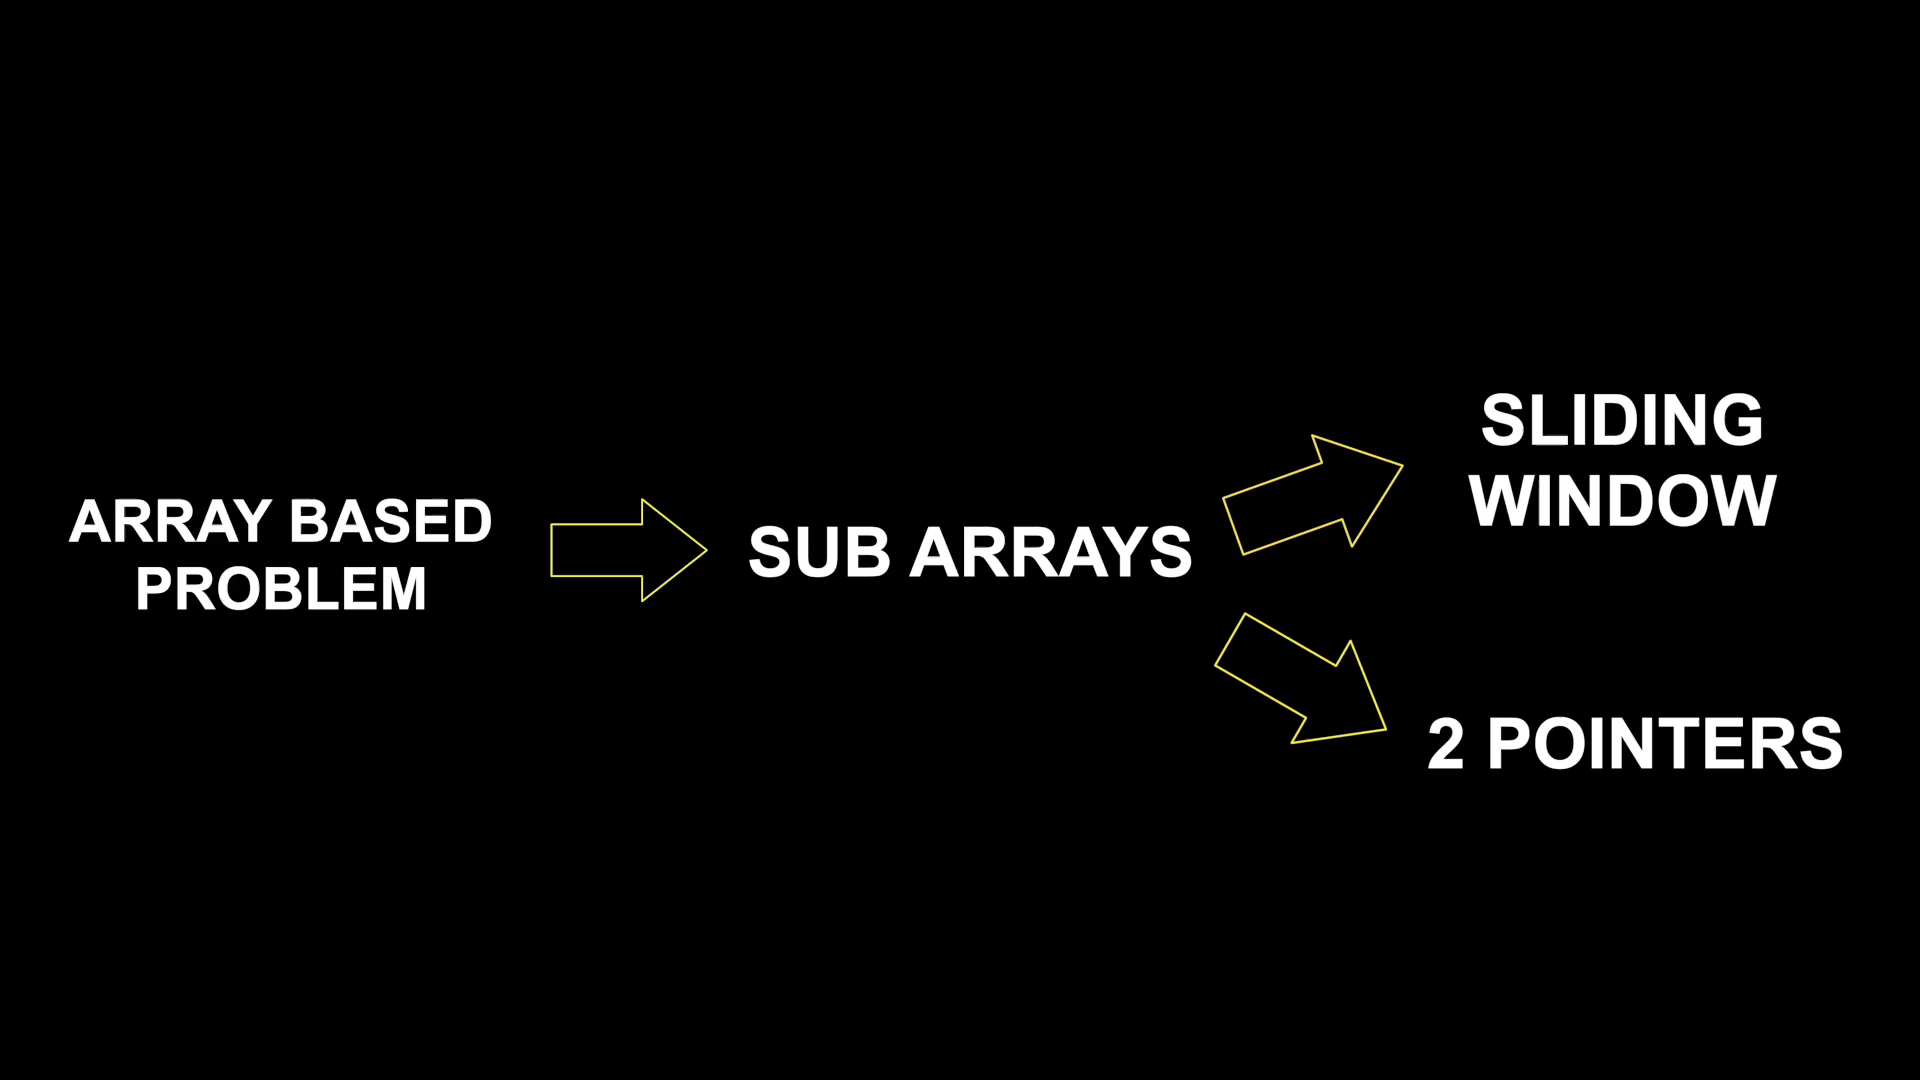 ARRAY BASED
PROBLEM
SUB ARRAYS
SLIDING
WINDOW
2 POINTERS